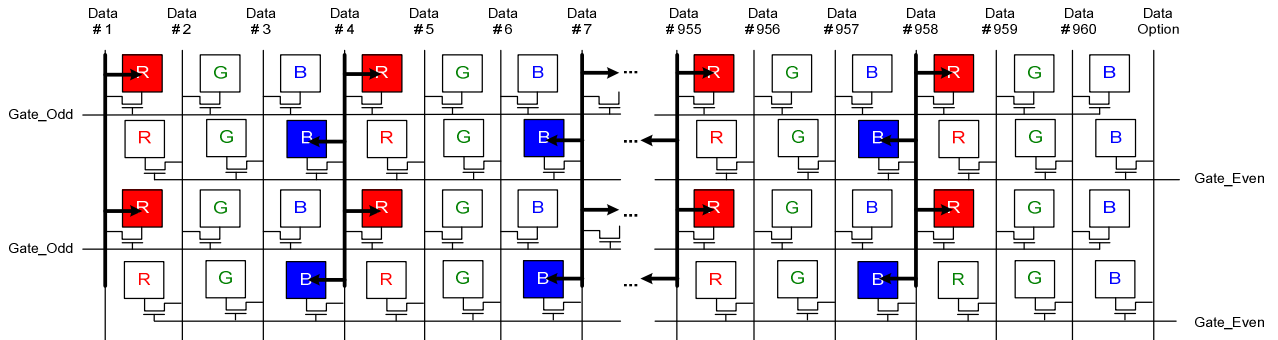 Data Data Data Data Data Data Data Data Data Data Data Data Data Data
#1 #2 #3 #4 #5 #6 #7 #955 #956 #957 #958 #959 #960 Option
R G B R G B ... R G B R G B
Gate_Odd
R G B R G B ... R G B R G B
Gate_Even
R G B R G B ... R G B R G B
Gate_Odd
R G B R G B ... R G B R G B
Gate_Even